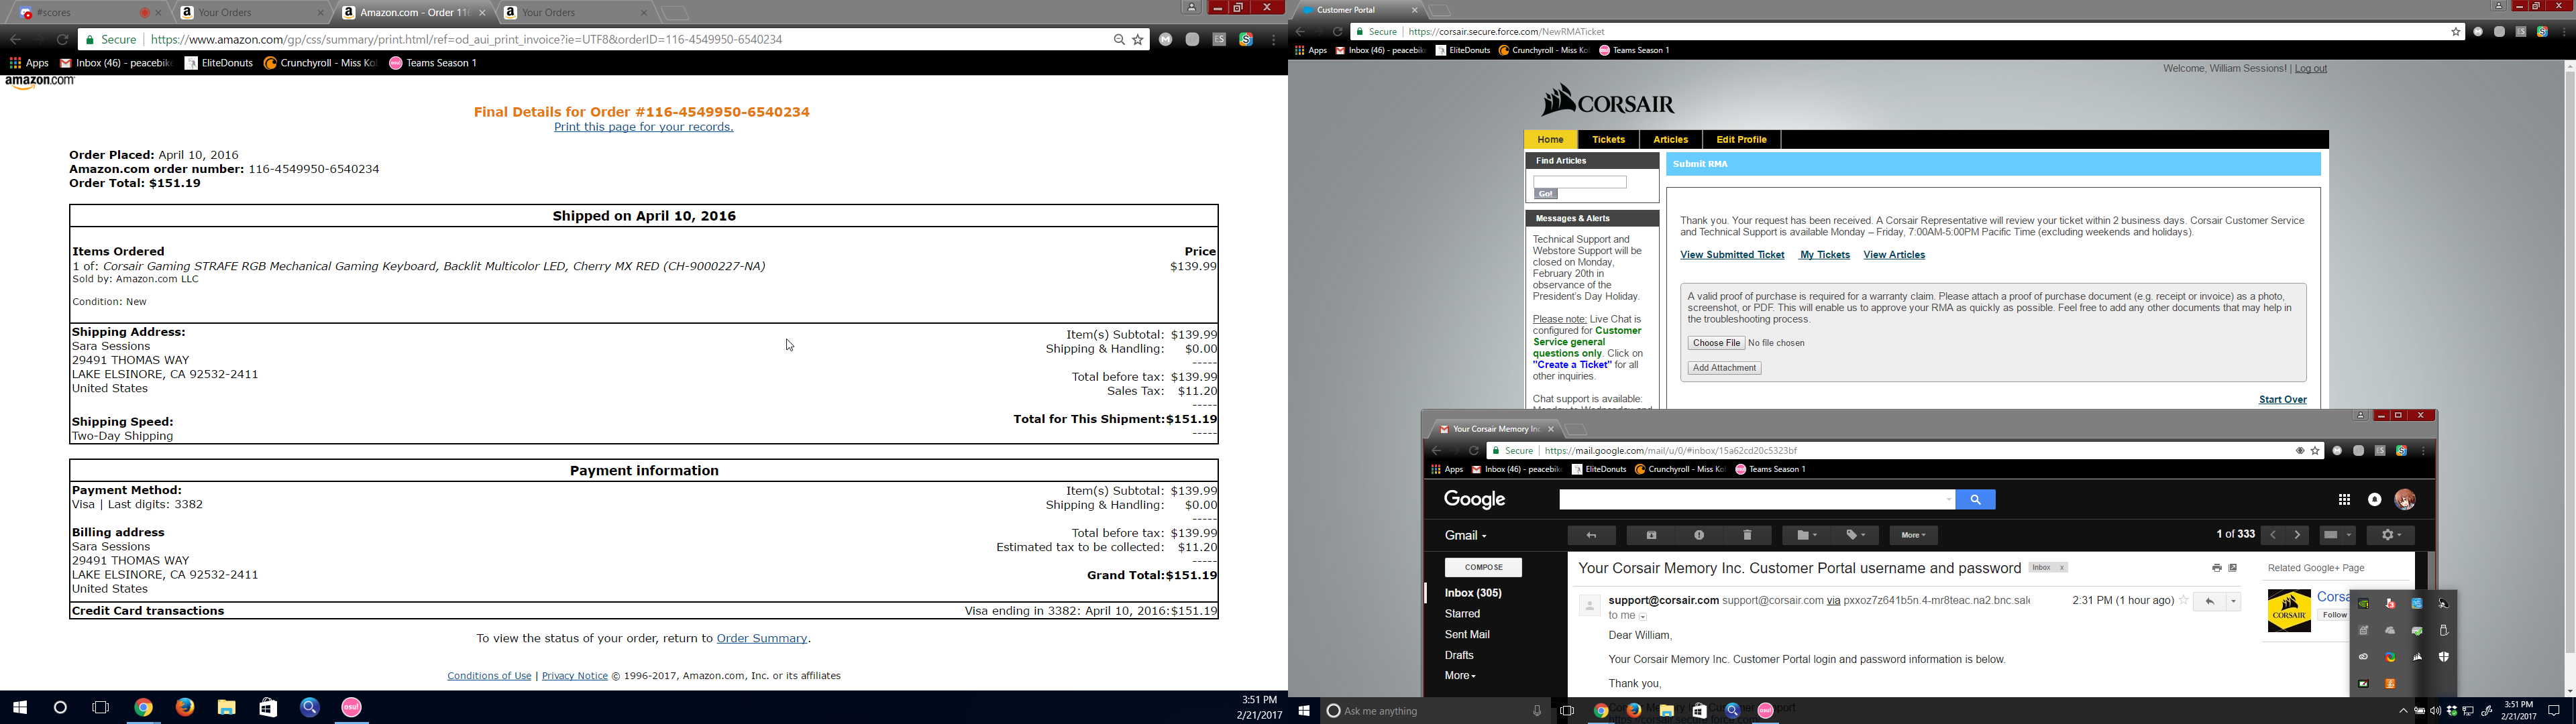 #scores
Your Orders
Amazon.com - Order 116
Your Orders
Secure
https://www.amazon.com/gp/css/summary/print.html/ref=od_aui_print_invoice?ie=UTF8&orderID=116-4549950-6540234
Apps
Inbox (46) - peacebik
EliteDonuts
Crunchyroll - Miss Ko
Teams Season 1
amazon.com
Final Details for Order #116-4549950-6540234
Print this page for your records.
Order Placed: April 10, 2016
Amazon.com order number: 116-4549950-6540234
Order Total: $151.19
Shipped on April 10, 2016
Items Ordered Price
1 of: Corsair Gaming STRAFE RGB Mechanical Gaming Keyboard, Backlit Multicolor LED, Cherry MX RED (CH-9000227-NA) $139.99
Sold by: Amazon.com LLC
Condition: New
Shipping Address:
Sara Sessions
29491 THOMAS WAY
LAKE ELSINORE, CA 92532-2411
United States
Shipping Speed:
Two-Day Shipping
Item(s) Subtotal: $139.99
Shipping & Handling: $0.00
-----
Total before tax: $139.99
Sales Tax: $11.20
-----
Total for This Shipment: $151.19
-----
Payment information
Payment Method:
Visa | Last digits: 3382
Billing address
Sara Sessions
29491 THOMAS WAY
LAKE ELSINORE, CA 92532-2411
United States
Item(s) Subtotal: $139.99
Shipping & Handling: $0.00
-----
Total before tax: $139.99
Estimated tax to be collected: $11.20
-----
Grand Total: $151.19
Credit Card transactions Visa ending in 3382: April 10, 2016: $151.19
To view the status of your order, return to Order Summary.
Conditions of Use | Privacy Notice © 1996-2017, Amazon.com, Inc. or its affiliates
osu!
3:51 PM
2/21/2017
Customer Portal
Secure
https://corsair.secure.force.com/NewRMATicket
Apps
Inbox (46) - peacebik
EliteDonuts
Crunchyroll - Miss Ko
Teams Season 1
Welcome, William Sessions! | Log out
CORSAIR
Home
Tickets
Articles
Edit Profile
Find Articles
Go!
Messages & Alerts
Technical Support and
Webstore Support will be
closed on Monday,
February 20th in
observance of the
President's Day Holiday.
Please note: Live Chat is
configured for Customer
Service general
questions only. Click on
"Create a Ticket" for all
other inquiries.
Chat support is available:
Submit RMA
Thank you. Your request has been received. A Corsair Representative will review your ticket within 2 business days. Corsair Customer Service
and Technical Support is available Monday – Friday, 7:00AM-5:00PM Pacific Time (excluding weekends and holidays).
View Submitted Ticket
My Tickets
View Articles
A valid proof of purchase is required for a warranty claim. Please attach a proof of purchase document (e.g. receipt or invoice) as a photo,
screenshot, or PDF. This will enable us to approve your RMA as quickly as possible. Feel free to add any other documents that may help in
the troubleshooting process.
Choose File No file chosen
Add Attachment
Start Over
Your Corsair Memory Inc
Secure
https://mail.google.com/mail/u/0/#inbox/15a62cd20c5323bf
Apps
Inbox (46) - peacebik
EliteDonuts
Crunchyroll - Miss Ko
Teams Season 1
Google
Gmail
More
1 of 333
COMPOSE
Inbox (305)
Starred
Sent Mail
Drafts
More
Your Corsair Memory Inc. Customer Portal username and password
Inbox x
support@corsair.com support@corsair.com via pxxoz7z641b5n.4-mr8teac.na2.bnc.sale
2:31 PM (1 hour ago)
to me
Dear William,
Your Corsair Memory Inc. Customer Portal login and password information is below.
Thank you,
Related Google+ Page
CORSAIR
Corsa
Follow
Ask me anything
osu!
3:51 PM
2/21/2017